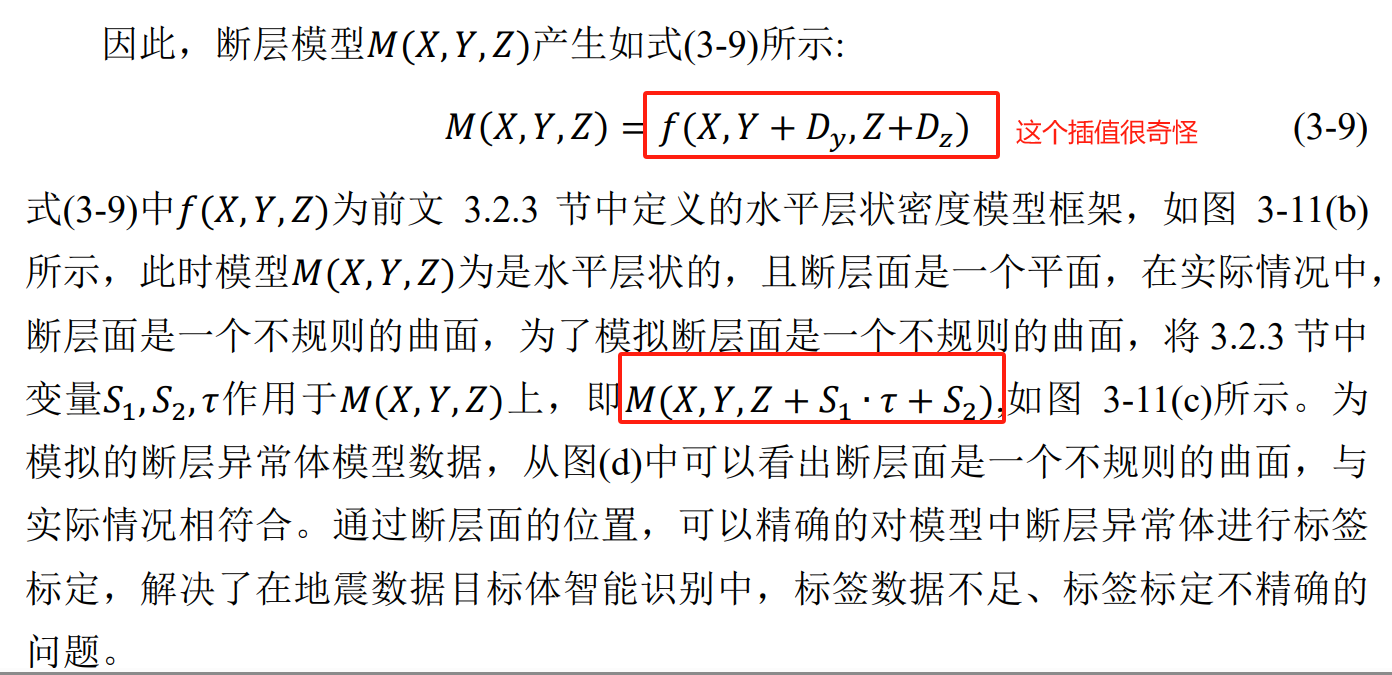 因此，断层模型M(X,Y,Z)产生如式(3-9)所示:
M(X,Y,Z) = f(X,Y + D_y,Z+D_z) 这个插值很奇怪 (3-9)
式(3-9)中f(X,Y,Z)为前文 3.2.3 节中定义的水平层状密度模型框架，如图 3-11(b)
所示，此时模型M(X,Y,Z)为是水平层状的，且断层面是一个平面，在实际情况中，
断层面是一个不规则的曲面，为了模拟断层面是一个不规则的曲面，将 3.2.3 节中
变量S₁,S₂,τ作用于M(X,Y,Z)上，即M(X,Y,Z + S₁ · τ + S₂),如图 3-11(c)所示。为
模拟的断层异常体模型数据，从图(d)中可以看出断层面是一个不规则的曲面，与
实际情况相符合。通过断层面的位置，可以精确的对模型中断层异常体进行标签
标定，解决了在地震数据目标体智能识别中，标签数据不足、标签标定不精确的
问题。